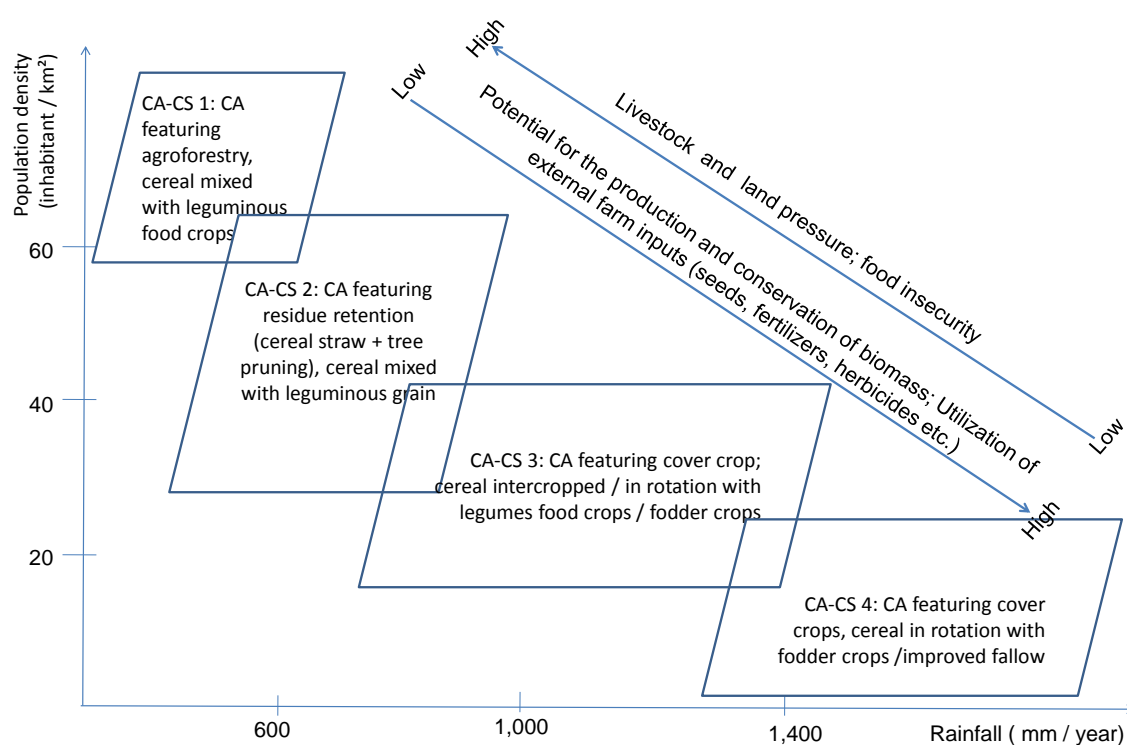 Population density
(inhabitant / km²)
60
40
20
CA-CS 1: CA
featuring
agroforestry,
cereal mixed
with leguminous
food crops
CA-CS 2: CA featuring
residue retention
(cereal straw + tree
pruning), cereal mixed
with leguminous grain
CA-CS 3: CA featuring cover crop;
cereal intercropped / in rotation with
legumes food crops / fodder crops
CA-CS 4: CA featuring cover
crops, cereal in rotation with
fodder crops /improved fallow
High
Livestock and land pressure; food insecurity
Low
Low
Potential for the production and conservation of biomass; Utilization of
external farm inputs (seeds, fertilizers, herbicides etc.)
High
600
1,000
1,400
Rainfall ( mm / year)